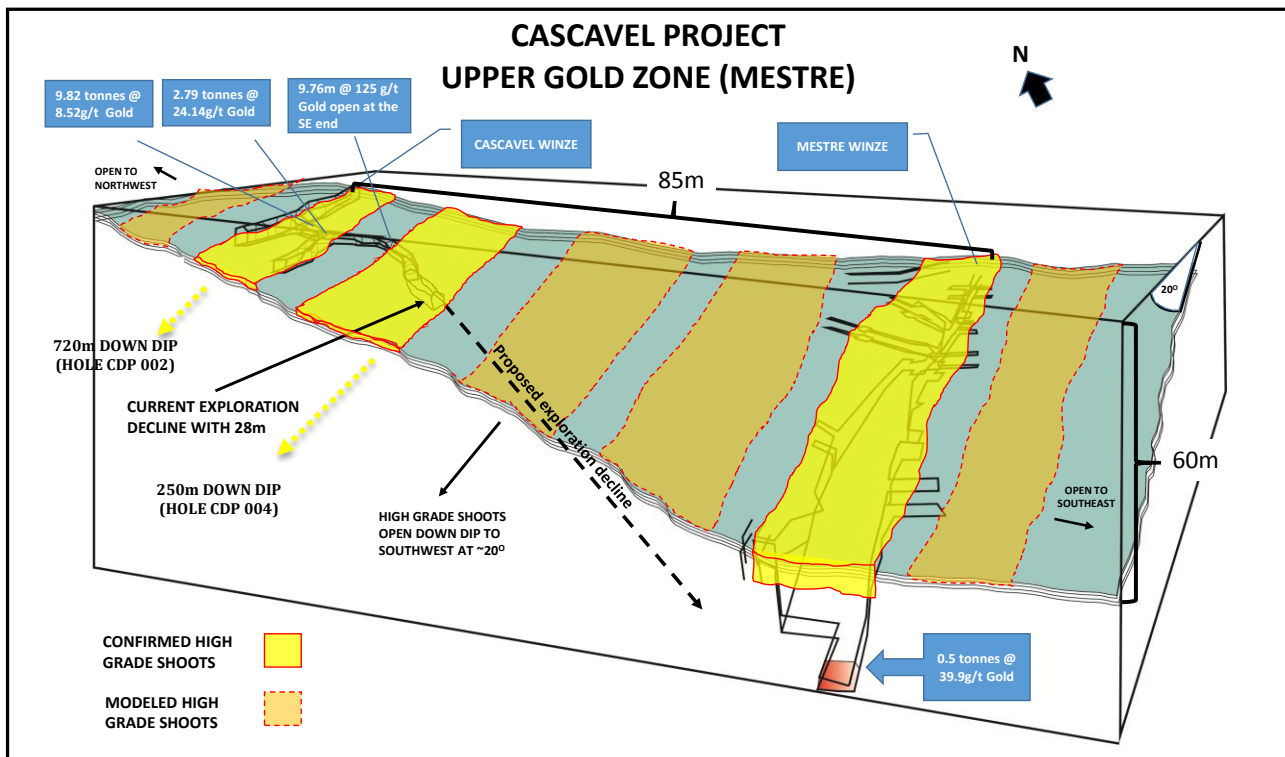 CASCAVEL PROJECT
UPPER GOLD ZONE (MESTRE)
N
9.82 tonnes @
8.52g/t Gold
2.79 tonnes @
24.14g/t Gold
9.76m @ 125 g/t
Gold open at the
SE end
CASCAVEL WINZE
MESTRE WINZE
OPEN TO
NORTHWEST
85m
20⁰
720m DOWN DIP
(HOLE CDP 002)
CURRENT EXPLORATION
DECLINE WITH 28m
Proposed exploration decline
250m DOWN DIP
(HOLE CDP 004)
HIGH GRADE SHOOTS
OPEN DOWN DIP TO
SOUTHWEST AT ~20⁰
60m
OPEN TO
SOUTHEAST
CONFIRMED HIGH
GRADE SHOOTS
MODELED HIGH
GRADE SHOOTS
0.5 tonnes @
39.9g/t Gold